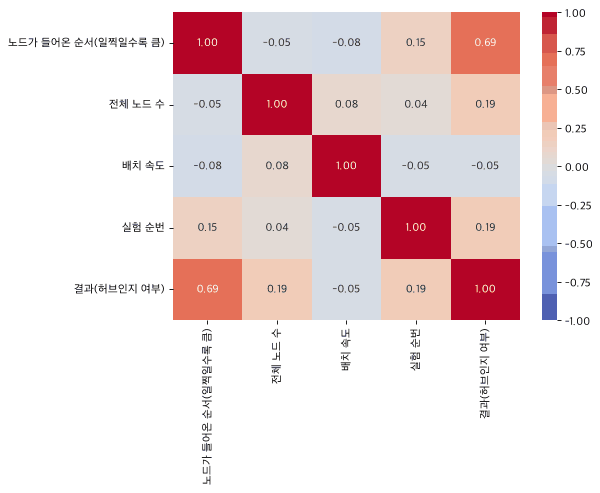 노드가 들어온 순서(일찍일수록 큼) 1.00 -0.05 -0.08 0.15 0.69
전체 노드 수 -0.05 1.00 0.08 0.04 0.19
배치 속도 -0.08 0.08 1.00 -0.05 -0.05
실험 순번 0.15 0.04 -0.05 1.00 0.19
결과(허브인지 여부) 0.69 0.19 -0.05 0.19 1.00
노드가 들어온 순서(일찍일수록 큼)
전체 노드 수
배치 속도
실험 순번
결과(허브인지 여부)
1.00
0.75
0.50
0.25
0.00
-0.25
-0.50
-0.75
-1.00